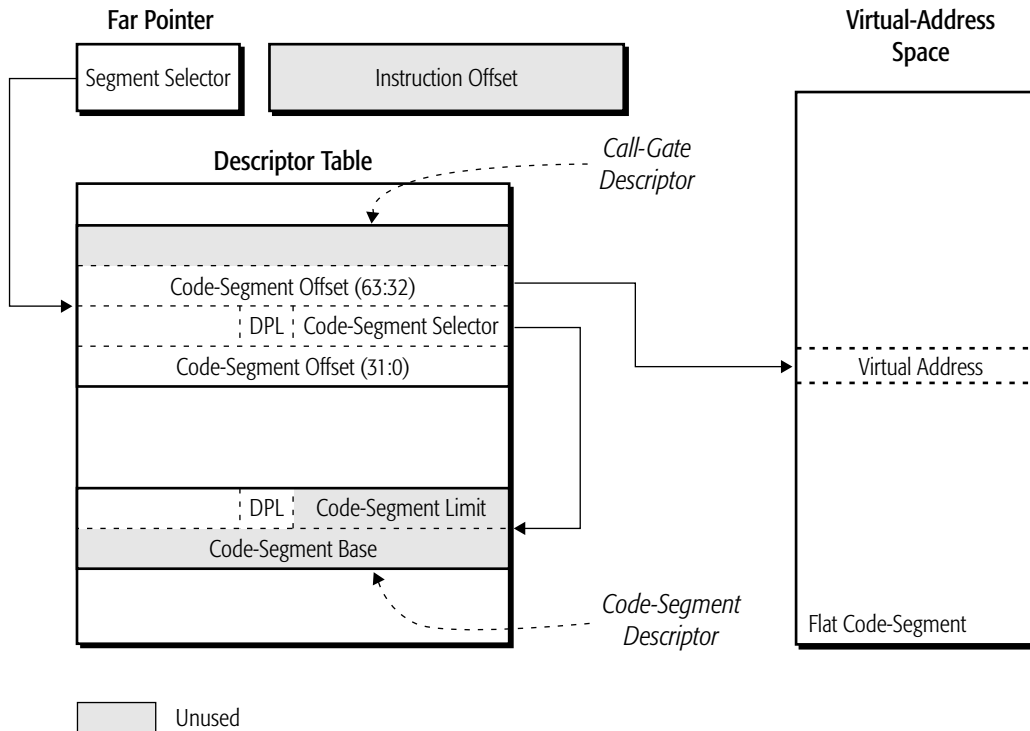 Far Pointer
Virtual-Address
Space
Segment Selector
Instruction Offset
Descriptor Table
Call-Gate
Descriptor
Code-Segment Offset (63:32)
DPL
Code-Segment Selector
Code-Segment Offset (31:0)
Virtual Address
DPL
Code-Segment Limit
Code-Segment Base
Code-Segment
Descriptor
Flat Code-Segment
Unused